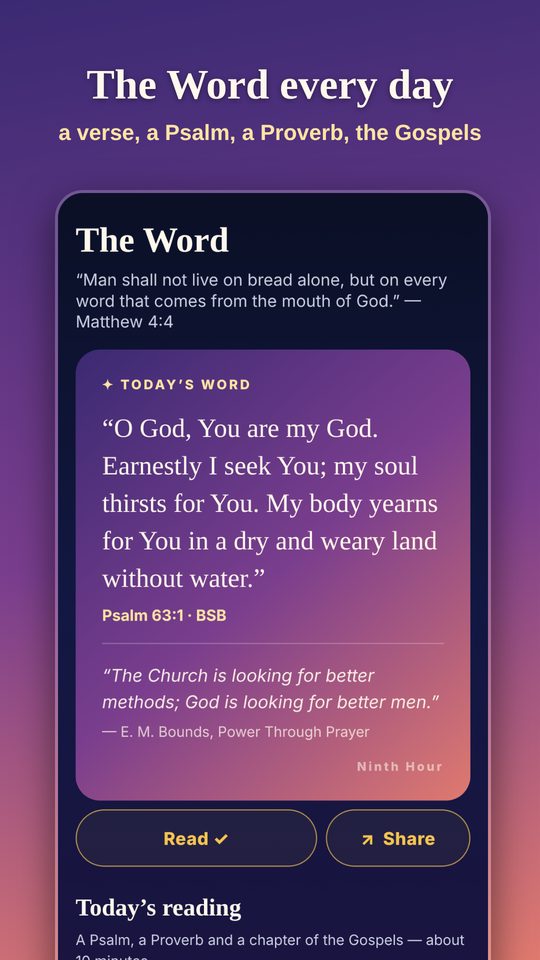 The Word every day
a verse, a Psalm, a Proverb, the Gospels
The Word
“Man shall not live on bread alone, but on every
word that comes from the mouth of God.” —
Matthew 4:4
✦ TODAY’S WORD
“O God, You are my God.
Earnestly I seek You; my soul
thirsts for You. My body yearns
for You in a dry and weary land
without water.”
Psalm 63:1 · BSB
“The Church is looking for better
methods; God is looking for better men.”
— E. M. Bounds, Power Through Prayer
Ninth Hour
Read ✓
↗ Share
Today’s reading
A Psalm, a Proverb and a chapter of the Gospels — about
10 minutes